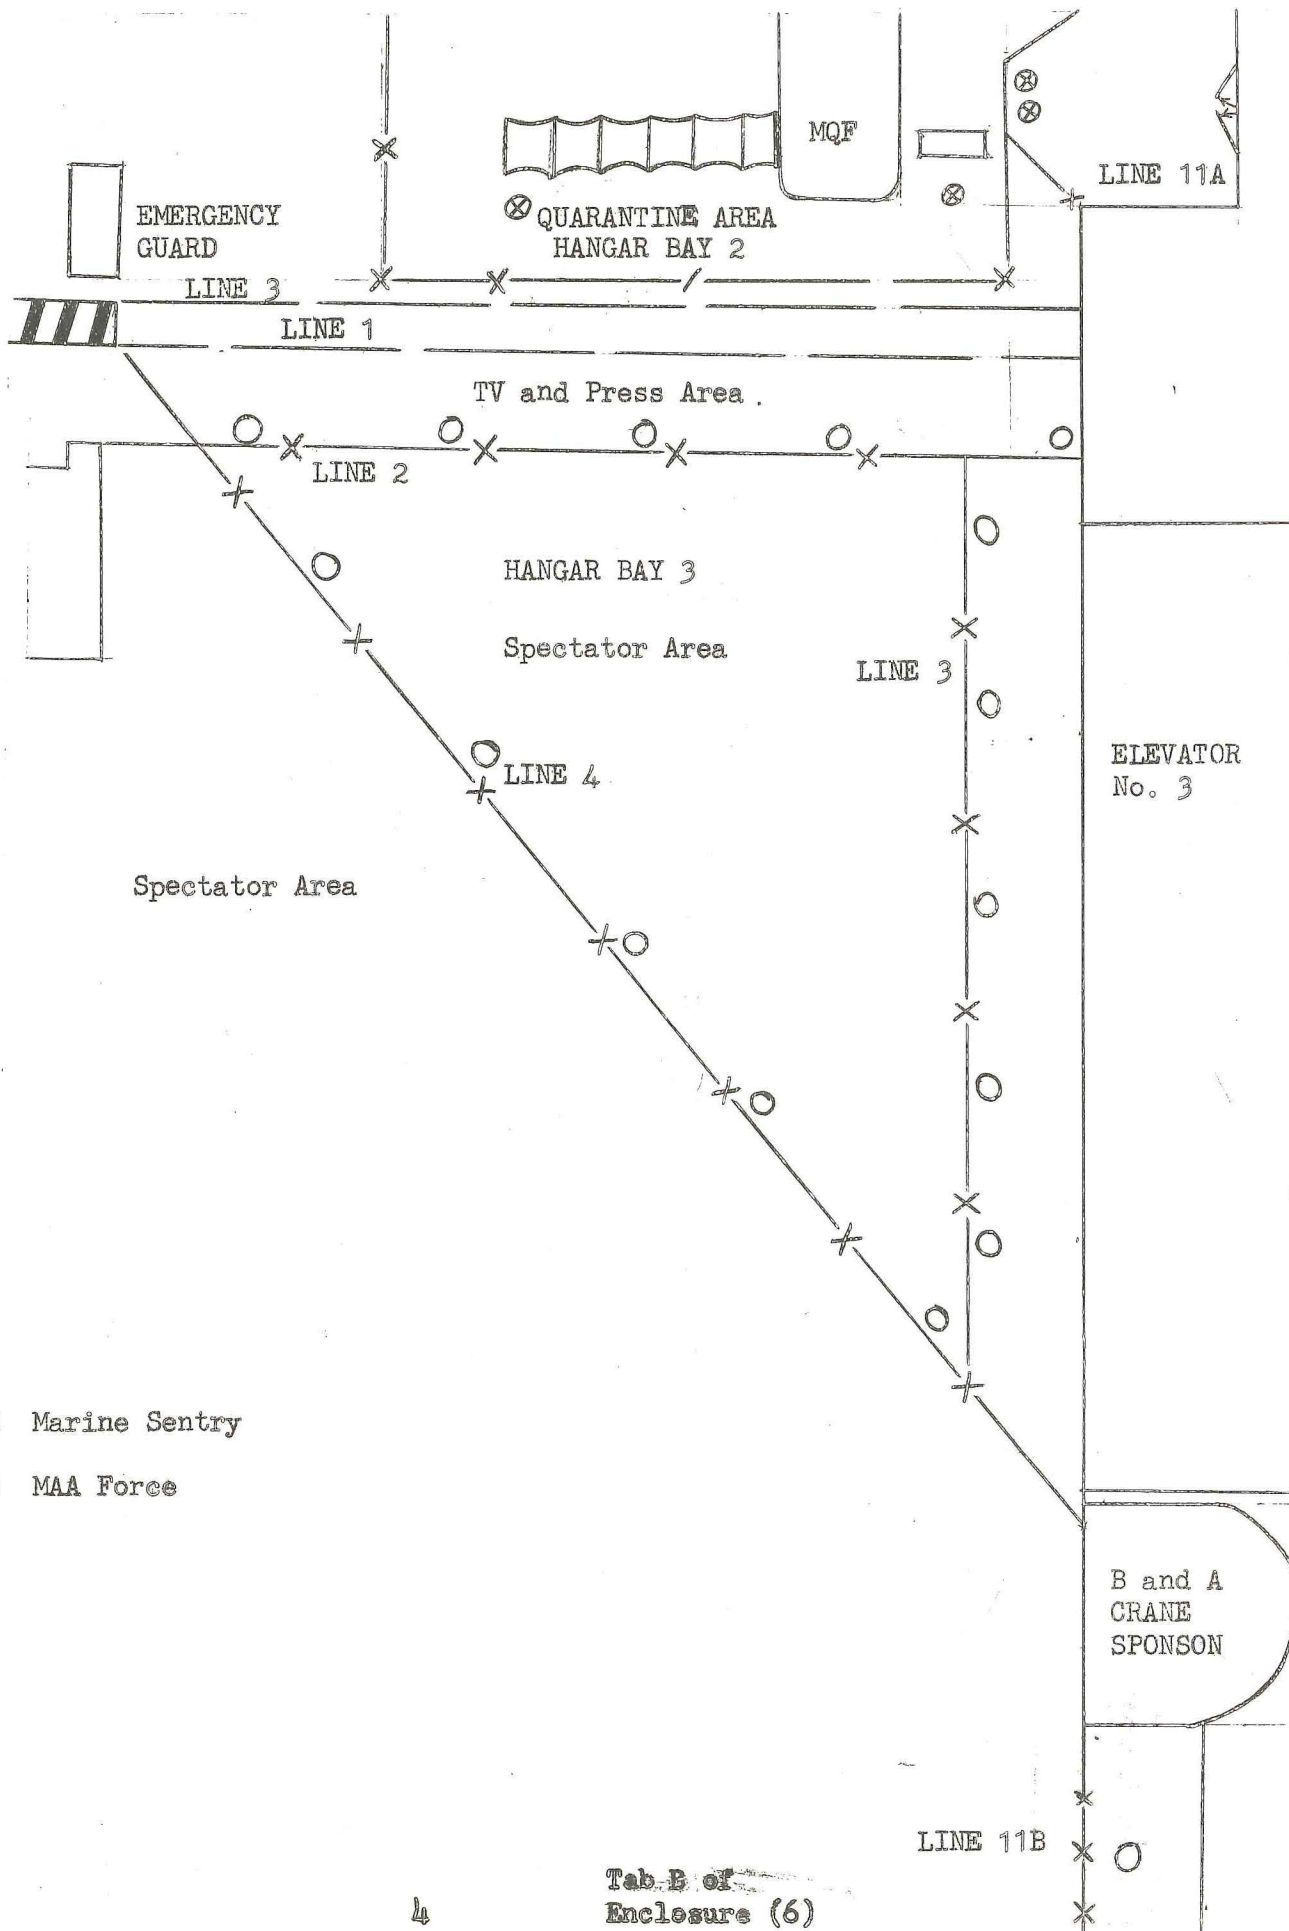 MQF
LINE 11A
EMERGENCY
GUARD
QUARANTINE AREA
HANGAR BAY 2
LINE 3
LINE 1
TV and Press Area .
LINE 2
HANGAR BAY 3
Spectator Area
LINE 3
ELEVATOR
No. 3
LINE 4
Spectator Area
Marine Sentry
MAA Force
B and A
CRANE
SPONSON
LINE 11B
Tab B of
Enclosure (6)
4